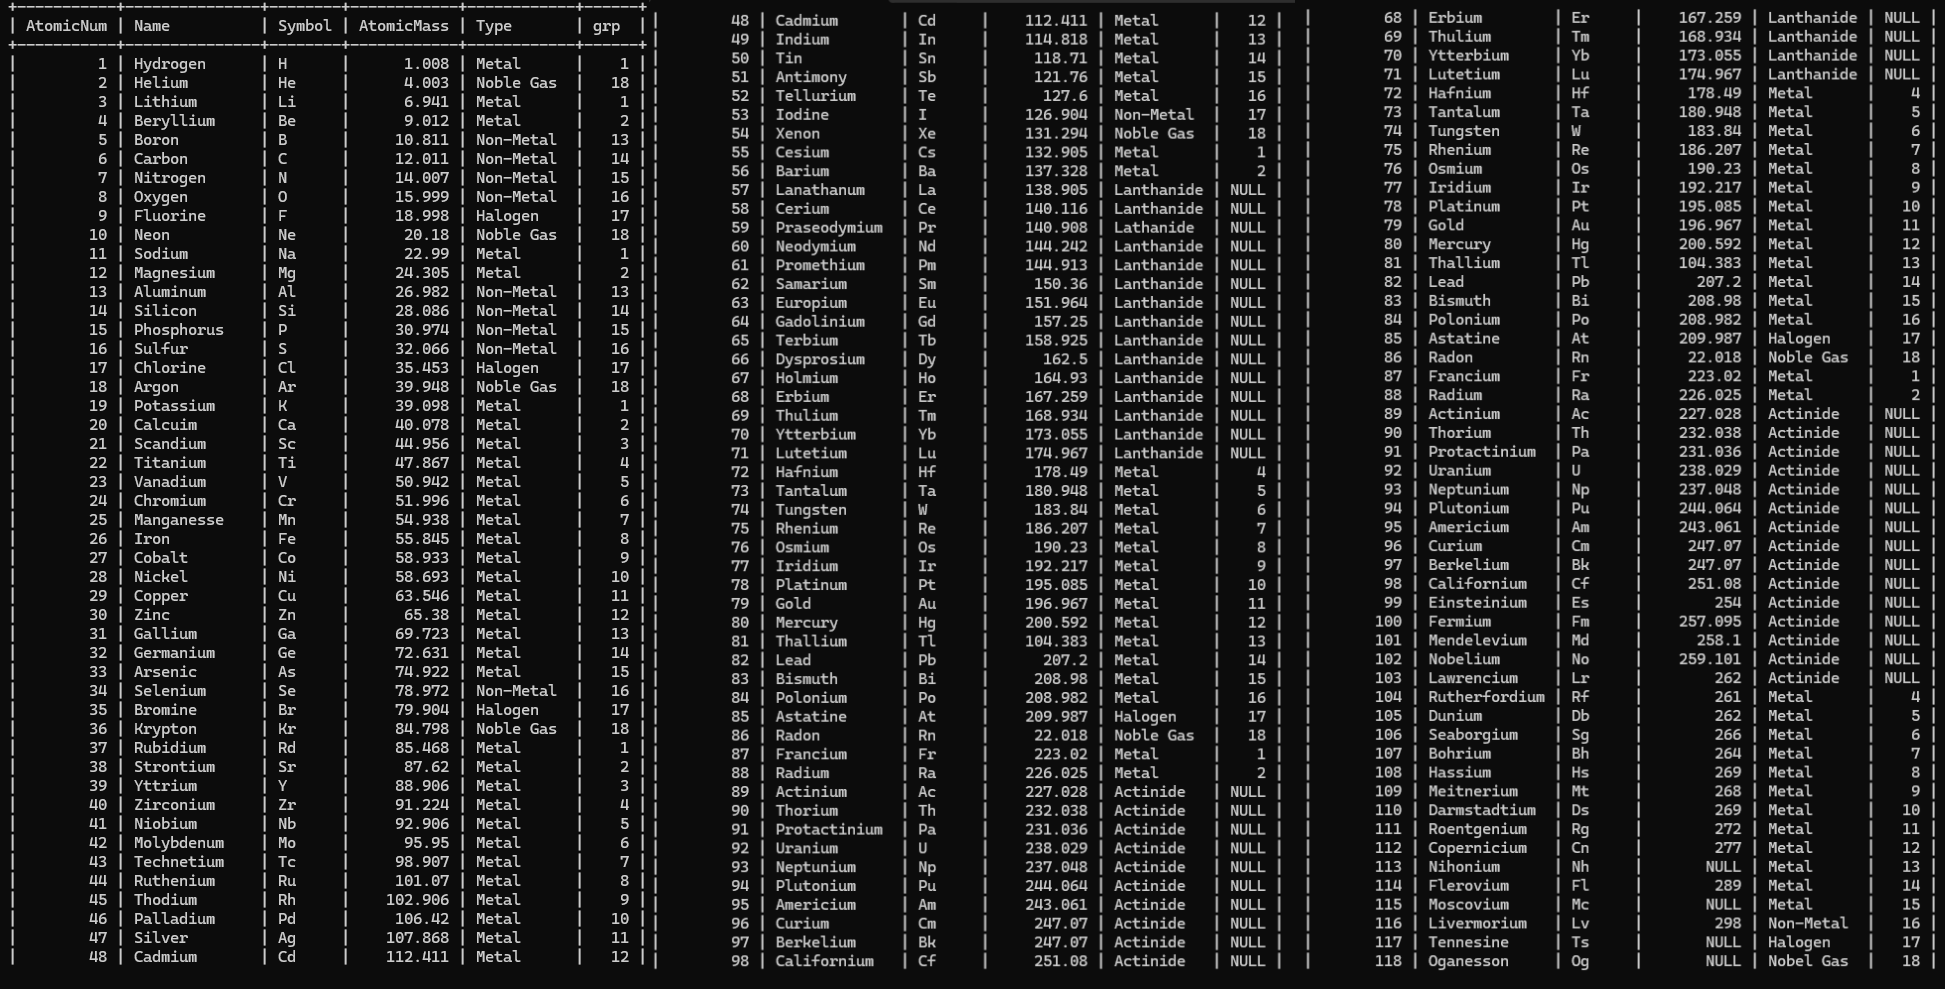 | AtomicNum | Name | Symbol | AtomicMass | Type | grp |
| 1 | Hydrogen | H | 1.008 | Metal | 1 |
| 2 | Helium | He | 4.003 | Noble Gas | 18 |
| 3 | Lithium | Li | 6.941 | Metal | 1 |
| 4 | Beryllium | Be | 9.012 | Metal | 2 |
| 5 | Boron | B | 10.811 | Non-Metal | 13 |
| 6 | Carbon | C | 12.011 | Non-Metal | 14 |
| 7 | Nitrogen | N | 14.007 | Non-Metal | 15 |
| 8 | Oxygen | O | 15.999 | Non-Metal | 16 |
| 9 | Fluorine | F | 18.998 | Halogen | 17 |
| 10 | Neon | Ne | 20.18 | Noble Gas | 18 |
| 11 | Sodium | Na | 22.99 | Metal | 1 |
| 12 | Magnesium | Mg | 24.305 | Metal | 2 |
| 13 | Aluminum | Al | 26.982 | Non-Metal | 13 |
| 14 | Silicon | Si | 28.086 | Non-Metal | 14 |
| 15 | Phosphorus | P | 30.974 | Non-Metal | 15 |
| 16 | Sulfur | S | 32.066 | Non-Metal | 16 |
| 17 | Chlorine | Cl | 35.453 | Halogen | 17 |
| 18 | Argon | Ar | 39.948 | Noble Gas | 18 |
| 19 | Potassium | K | 39.098 | Metal | 1 |
| 20 | Calcuim | Ca | 40.078 | Metal | 2 |
| 21 | Scandium | Sc | 44.956 | Metal | 3 |
| 22 | Titanium | Ti | 47.867 | Metal | 4 |
| 23 | Vanadium | V | 50.942 | Metal | 5 |
| 24 | Chromium | Cr | 51.996 | Metal | 6 |
| 25 | Manganesse | Mn | 54.938 | Metal | 7 |
| 26 | Iron | Fe | 55.845 | Metal | 8 |
| 27 | Cobalt | Co | 58.933 | Metal | 9 |
| 28 | Nickel | Ni | 58.693 | Metal | 10 |
| 29 | Copper | Cu | 63.546 | Metal | 11 |
| 30 | Zinc | Zn | 65.38 | Metal | 12 |
| 31 | Gallium | Ga | 69.723 | Metal | 13 |
| 32 | Germanium | Ge | 72.631 | Metal | 14 |
| 33 | Arsenic | As | 74.922 | Metal | 15 |
| 34 | Selenium | Se | 78.972 | Non-Metal | 16 |
| 35 | Bromine | Br | 79.904 | Halogen | 17 |
| 36 | Krypton | Kr | 84.798 | Noble Gas | 18 |
| 37 | Rubidium | Rd | 85.468 | Metal | 1 |
| 38 | Strontium | Sr | 87.62 | Metal | 2 |
| 39 | Yttrium | Y | 88.906 | Metal | 3 |
| 40 | Zirconium | Zr | 91.224 | Metal | 4 |
| 41 | Niobium | Nb | 92.906 | Metal | 5 |
| 42 | Molybdenum | Mo | 95.95 | Metal | 6 |
| 43 | Technetium | Tc | 98.907 | Metal | 7 |
| 44 | Ruthenium | Ru | 101.07 | Metal | 8 |
| 45 | Thodium | Rh | 102.906 | Metal | 9 |
| 46 | Palladium | Pd | 106.42 | Metal | 10 |
| 47 | Silver | Ag | 107.868 | Metal | 11 |
| 48 | Cadmium | Cd | 112.411 | Metal | 12 |
| 48 | Cadmium | Cd | 112.411 | Metal | 12 |
| 49 | Indium | In | 114.818 | Metal | 13 |
| 50 | Tin | Sn | 118.71 | Metal | 14 |
| 51 | Antimony | Sb | 121.76 | Metal | 15 |
| 52 | Tellurium | Te | 127.6 | Metal | 16 |
| 53 | Iodine | I | 126.904 | Non-Metal | 17 |
| 54 | Xenon | Xe | 131.294 | Noble Gas | 18 |
| 55 | Cesium | Cs | 132.905 | Metal | 1 |
| 56 | Barium | Ba | 137.328 | Metal | 2 |
| 57 | Lanathanum | La | 138.905 | Lanthanide | NULL |
| 58 | Cerium | Ce | 140.116 | Lanthanide | NULL |
| 59 | Praseodymium | Pr | 140.908 | Lathanide | NULL |
| 60 | Neodymium | Nd | 144.242 | Lanthanide | NULL |
| 61 | Promethium | Pm | 144.913 | Lanthanide | NULL |
| 62 | Samarium | Sm | 150.36 | Lanthanide | NULL |
| 63 | Europium | Eu | 151.964 | Lanthanide | NULL |
| 64 | Gadolinium | Gd | 157.25 | Lanthanide | NULL |
| 65 | Terbium | Tb | 158.925 | Lanthanide | NULL |
| 66 | Dysprosium | Dy | 162.5 | Lanthanide | NULL |
| 67 | Holmium | Ho | 164.93 | Lanthanide | NULL |
| 68 | Erbium | Er | 167.259 | Lanthanide | NULL |
| 69 | Thulium | Tm | 168.934 | Lanthanide | NULL |
| 70 | Ytterbium | Yb | 173.055 | Lanthanide | NULL |
| 71 | Lutetium | Lu | 174.967 | Lanthanide | NULL |
| 72 | Hafnium | Hf | 178.49 | Metal | 4 |
| 73 | Tantalum | Ta | 180.948 | Metal | 5 |
| 74 | Tungsten | W | 183.84 | Metal | 6 |
| 75 | Rhenium | Re | 186.207 | Metal | 7 |
| 76 | Osmium | Os | 190.23 | Metal | 8 |
| 77 | Iridium | Ir | 192.217 | Metal | 9 |
| 78 | Platinum | Pt | 195.085 | Metal | 10 |
| 79 | Gold | Au | 196.967 | Metal | 11 |
| 80 | Mercury | Hg | 200.592 | Metal | 12 |
| 81 | Thallium | Tl | 104.383 | Metal | 13 |
| 82 | Lead | Pb | 207.2 | Metal | 14 |
| 83 | Bismuth | Bi | 208.98 | Metal | 15 |
| 84 | Polonium | Po | 208.982 | Metal | 16 |
| 85 | Astatine | At | 209.987 | Halogen | 17 |
| 86 | Radon | Rn | 22.018 | Noble Gas | 18 |
| 87 | Francium | Fr | 223.02 | Metal | 1 |
| 88 | Radium | Ra | 226.025 | Metal | 2 |
| 89 | Actinium | Ac | 227.028 | Actinide | NULL |
| 90 | Thorium | Th | 232.038 | Actinide | NULL |
| 91 | Protactinium | Pa | 231.036 | Actinide | NULL |
| 92 | Uranium | U | 238.029 | Actinide | NULL |
| 93 | Neptunium | Np | 237.048 | Actinide | NULL |
| 94 | Plutonium | Pu | 244.064 | Actinide | NULL |
| 95 | Americium | Am | 243.061 | Actinide | NULL |
| 96 | Curium | Cm | 247.07 | Actinide | NULL |
| 97 | Berkelium | Bk | 247.07 | Actinide | NULL |
| 98 | Californium | Cf | 251.08 | Actinide | NULL |
| 68 | Erbium | Er | 167.259 | Lanthanide | NULL |
| 69 | Thulium | Tm | 168.934 | Lanthanide | NULL |
| 70 | Ytterbium | Yb | 173.055 | Lanthanide | NULL |
| 71 | Lutetium | Lu | 174.967 | Lanthanide | NULL |
| 72 | Hafnium | Hf | 178.49 | Metal | 4 |
| 73 | Tantalum | Ta | 180.948 | Metal | 5 |
| 74 | Tungsten | W | 183.84 | Metal | 6 |
| 75 | Rhenium | Re | 186.207 | Metal | 7 |
| 76 | Osmium | Os | 190.23 | Metal | 8 |
| 77 | Iridium | Ir | 192.217 | Metal | 9 |
| 78 | Platinum | Pt | 195.085 | Metal | 10 |
| 79 | Gold | Au | 196.967 | Metal | 11 |
| 80 | Mercury | Hg | 200.592 | Metal | 12 |
| 81 | Thallium | Tl | 104.383 | Metal | 13 |
| 82 | Lead | Pb | 207.2 | Metal | 14 |
| 83 | Bismuth | Bi | 208.98 | Metal | 15 |
| 84 | Polonium | Po | 208.982 | Metal | 16 |
| 85 | Astatine | At | 209.987 | Halogen | 17 |
| 86 | Radon | Rn | 22.018 | Noble Gas | 18 |
| 87 | Francium | Fr | 223.02 | Metal | 1 |
| 88 | Radium | Ra | 226.025 | Metal | 2 |
| 89 | Actinium | Ac | 227.028 | Actinide | NULL |
| 90 | Thorium | Th | 232.038 | Actinide | NULL |
| 91 | Protactinium | Pa | 231.036 | Actinide | NULL |
| 92 | Uranium | U | 238.029 | Actinide | NULL |
| 93 | Neptunium | Np | 237.048 | Actinide | NULL |
| 94 | Plutonium | Pu | 244.064 | Actinide | NULL |
| 95 | Americium | Am | 243.061 | Actinide | NULL |
| 96 | Curium | Cm | 247.07 | Actinide | NULL |
| 97 | Berkelium | Bk | 247.07 | Actinide | NULL |
| 98 | Californium | Cf | 251.08 | Actinide | NULL |
| 99 | Einsteinium | Es | 254 | Actinide | NULL |
| 100 | Fermium | Fm | 257.095 | Actinide | NULL |
| 101 | Mendelevium | Md | 258.1 | Actinide | NULL |
| 102 | Nobelium | No | 259.101 | Actinide | NULL |
| 103 | Lawrencium | Lr | 262 | Actinide | NULL |
| 104 | Rutherfordium | Rf | 261 | Metal | 4 |
| 105 | Dunium | Db | 262 | Metal | 5 |
| 106 | Seaborgium | Sg | 266 | Metal | 6 |
| 107 | Bohrium | Bh | 264 | Metal | 7 |
| 108 | Hassium | Hs | 269 | Metal | 8 |
| 109 | Meitnerium | Mt | 268 | Metal | 9 |
| 110 | Darmstadtium | Ds | 269 | Metal | 10 |
| 111 | Roentgenium | Rg | 272 | Metal | 11 |
| 112 | Copernicium | Cn | 277 | Metal | 12 |
| 113 | Nihonium | Nh | NULL | Metal | 13 |
| 114 | Flerovium | Fl | 289 | Metal | 14 |
| 115 | Moscovium | Mc | NULL | Metal | 15 |
| 116 | Livermorium | Lv | 298 | Non-Metal | 16 |
| 117 | Tennesine | Ts | NULL | Halogen | 17 |
| 118 | Oganesson | Og | NULL | Nobel Gas | 18 |